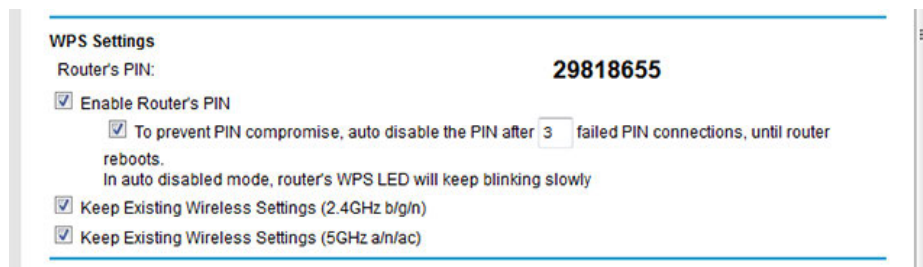 WPS Settings
Router's PIN: 29818655
Enable Router's PIN
To prevent PIN compromise, auto disable the PIN after 3 failed PIN connections, until router
reboots.
In auto disabled mode, router's WPS LED will keep blinking slowly
Keep Existing Wireless Settings (2.4GHz b/g/n)
Keep Existing Wireless Settings (5GHz a/n/ac)